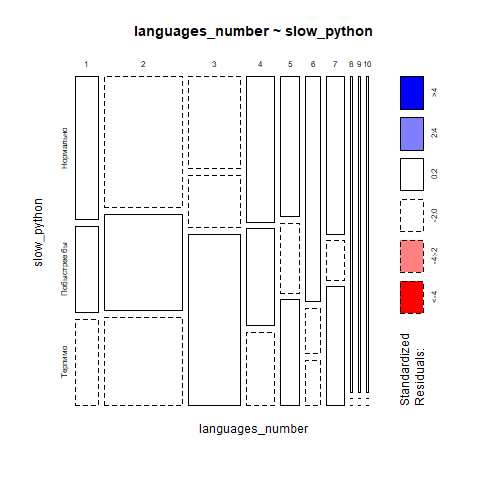 languages_number ~ slow_python
1 2 3 4 5 6 7 8 9 10
slow_python
Нормально
Побыстрее бы
Терпимо
languages_number
>4
2:4
0:2
-2:0
-4:-2
<-4
Standardized
Residuals: